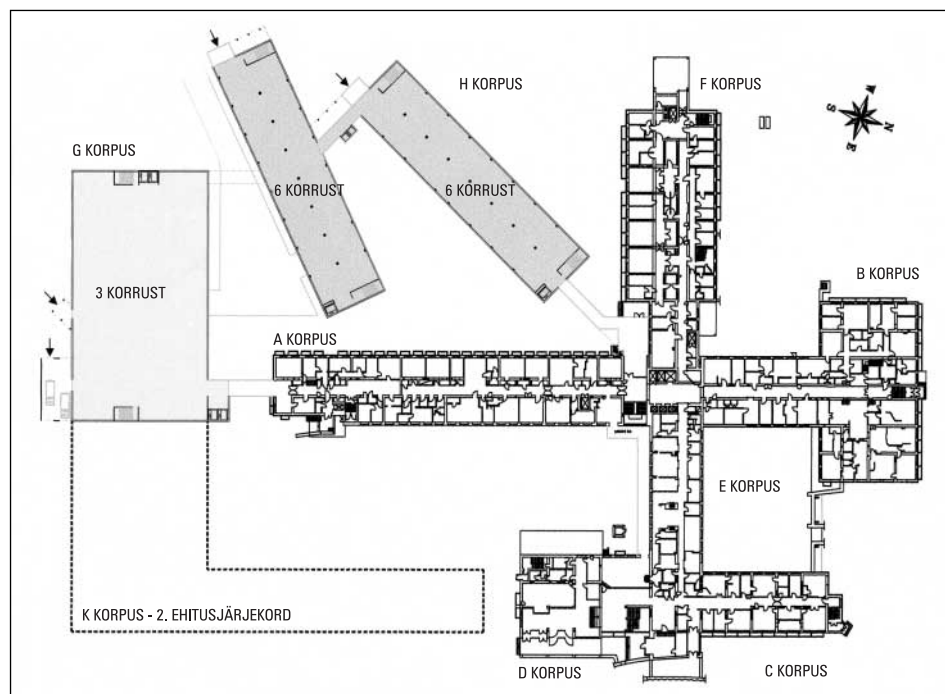 H KORPUS
F KORPUS
W
S
N
E
G KORPUS
6 KORRUST
6 KORRUST
B KORPUS
3 KORRUST
A KORPUS
E KORPUS
K KORPUS - 2. EHITUSJÄRJEKORD
D KORPUS
C KORPUS